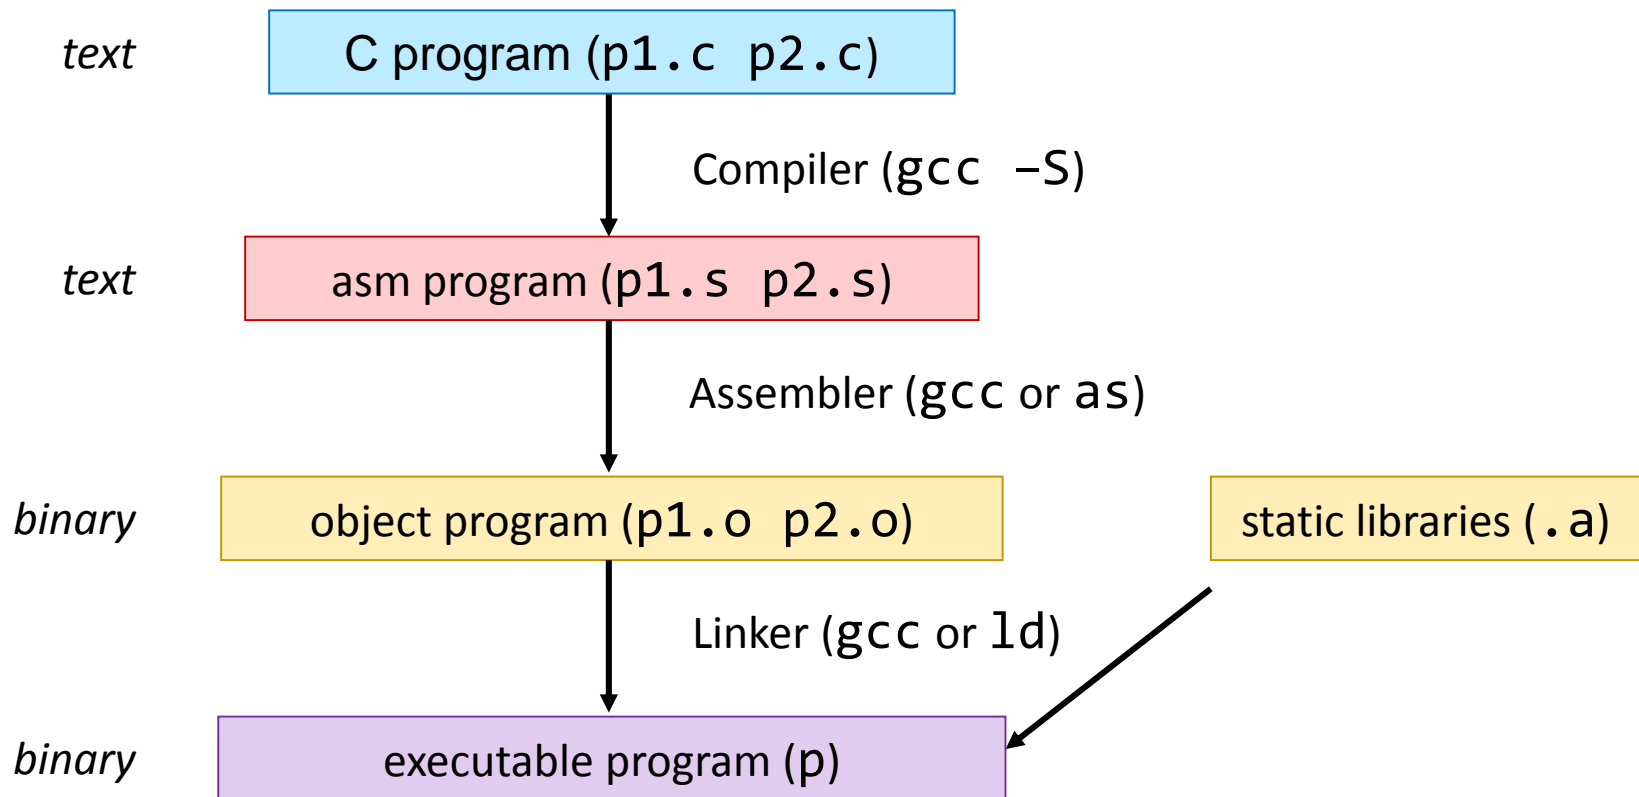 text C program (p1.c p2.c)
Compiler (gcc –S)
text asm program (p1.s p2.s)
Assembler (gcc or as)
binary object program (p1.o p2.o) static libraries (.a)
Linker (gcc or ld)
binary executable program (p)